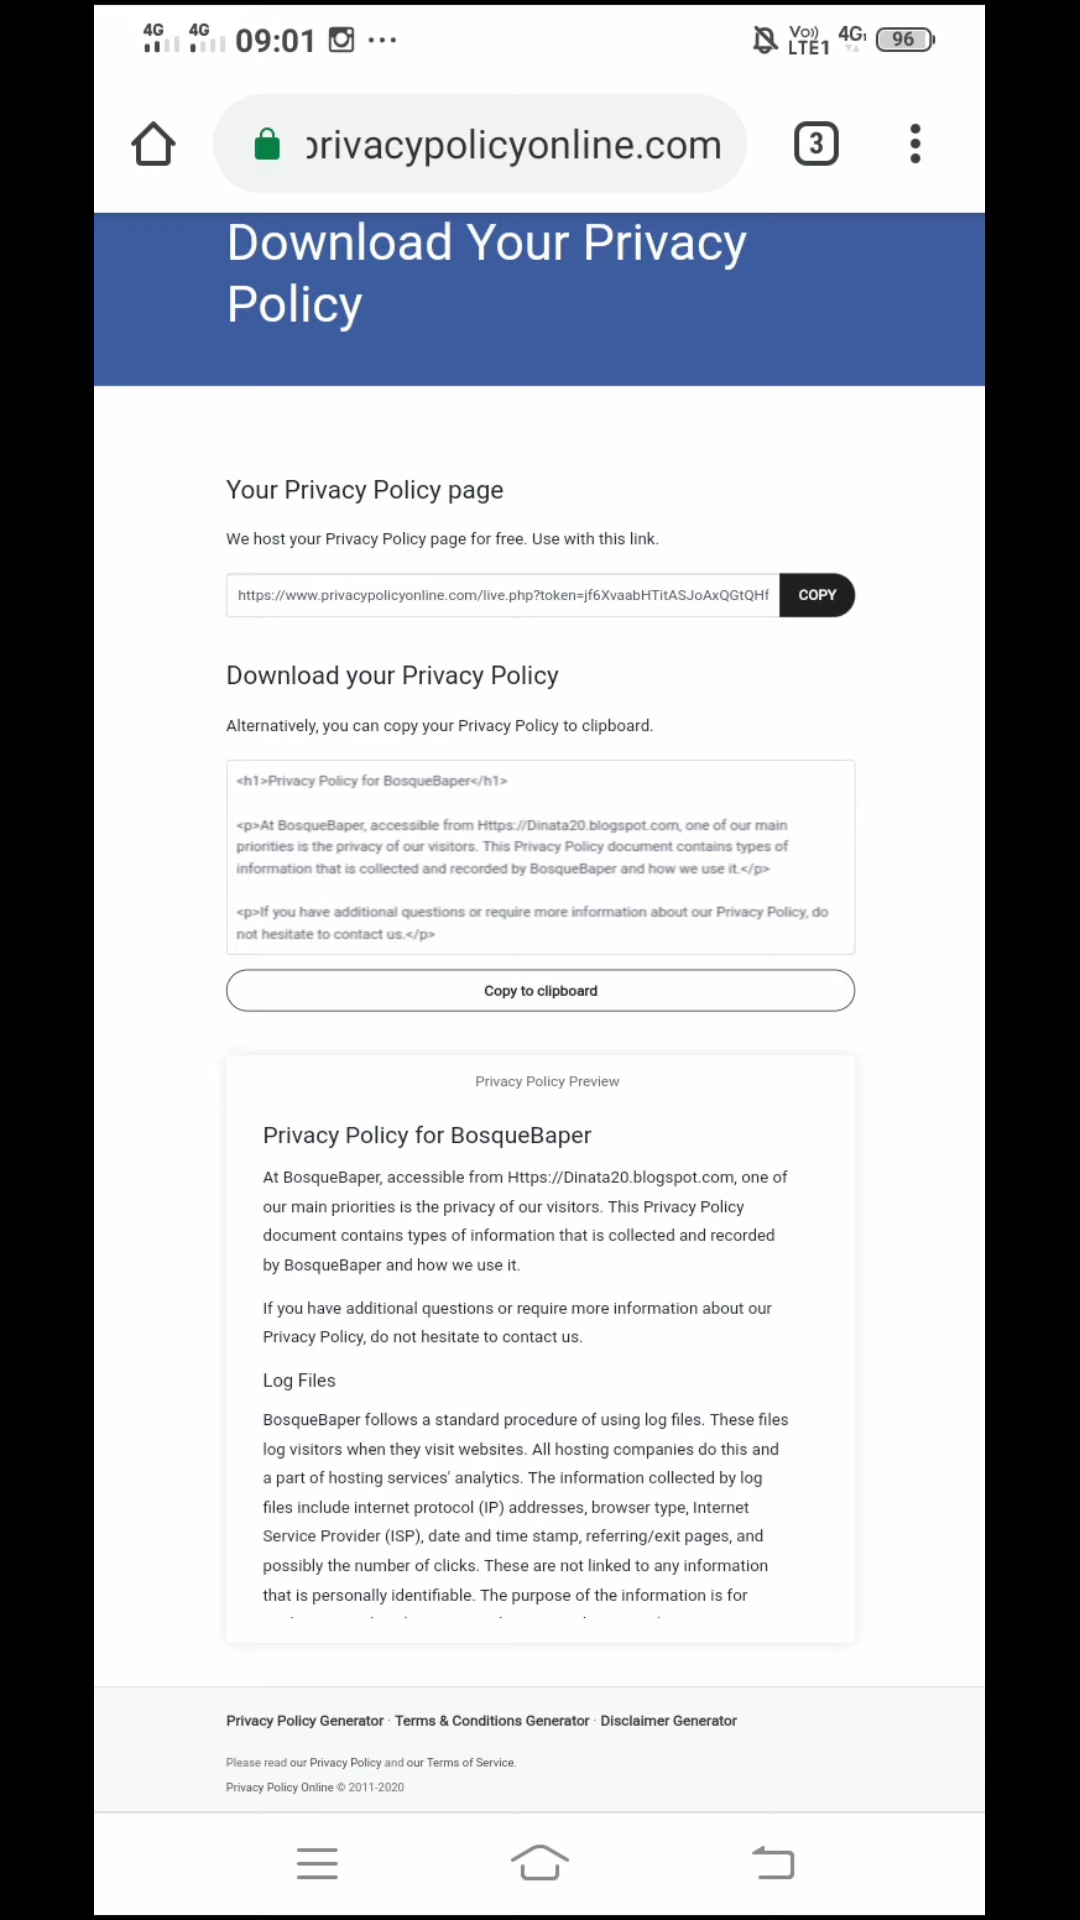 4G 4G 09:01 ...
Vo)) LTE1 4G 96
privacypolicyonline.com
3
Download Your Privacy
Policy
Your Privacy Policy page
We host your Privacy Policy page for free. Use with this link.
https://www.privacypolicyonline.com/live.php?token=jf6XvaabHTitASJoAxQGtQHf
COPY
Download your Privacy Policy
Alternatively, you can copy your Privacy Policy to clipboard.
<h1>Privacy Policy for BosqueBaper</h1>
<p>At BosqueBaper, accessible from Https://Dinata20.blogspot.com, one of our main
priorities is the privacy of our visitors. This Privacy Policy document contains types of
information that is collected and recorded by BosqueBaper and how we use it.</p>
<p>If you have additional questions or require more information about our Privacy Policy, do
not hesitate to contact us.</p>
Copy to clipboard
Privacy Policy Preview
Privacy Policy for BosqueBaper
At BosqueBaper, accessible from Https://Dinata20.blogspot.com, one of
our main priorities is the privacy of our visitors. This Privacy Policy
document contains types of information that is collected and recorded
by BosqueBaper and how we use it.
If you have additional questions or require more information about our
Privacy Policy, do not hesitate to contact us.
Log Files
BosqueBaper follows a standard procedure of using log files. These files
log visitors when they visit websites. All hosting companies do this and
a part of hosting services' analytics. The information collected by log
files include internet protocol (IP) addresses, browser type, Internet
Service Provider (ISP), date and time stamp, referring/exit pages, and
possibly the number of clicks. These are not linked to any information
that is personally identifiable. The purpose of the information is for
Privacy Policy Generator · Terms & Conditions Generator · Disclaimer Generator
Please read our Privacy Policy and our Terms of Service.
Privacy Policy Online © 2011-2020